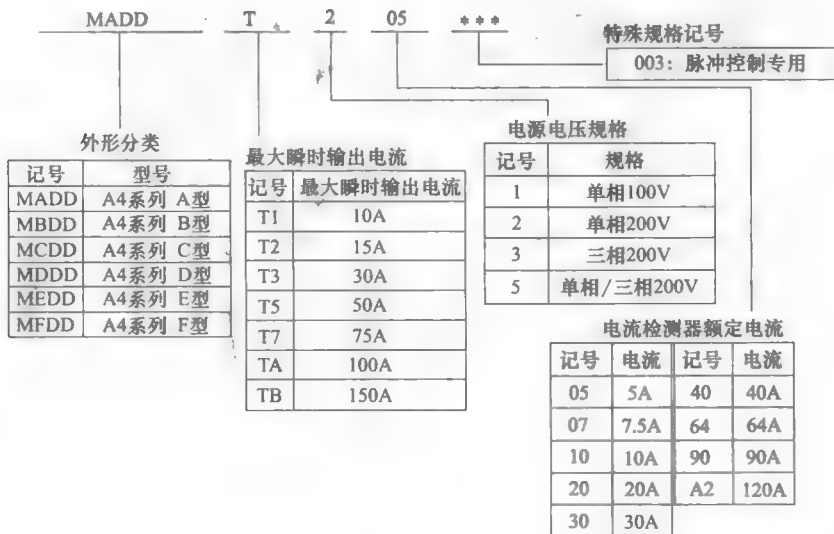 MADD T 2 05 ***
特殊规格记号
003：脉冲控制专用
外形分类
记号 型号
MADD A4系列 A型
MBDD A4系列 B型
MCDD A4系列 C型
MDDD A4系列 D型
MEDD A4系列 E型
MFDD A4系列 F型
最大瞬时输出电流
记号 最大瞬时输出电流
T1 10A
T2 15A
T3 30A
T5 50A
T7 75A
TA 100A
TB 150A
电源电压规格
记号 规格
1 单相100V
2 单相200V
3 三相200V
5 单相/三相200V
电流检测器额定电流
记号 电流 记号 电流
05 5A 40 40A
07 7.5A 64 64A
10 10A 90 90A
20 20A A2 120A
30 30A